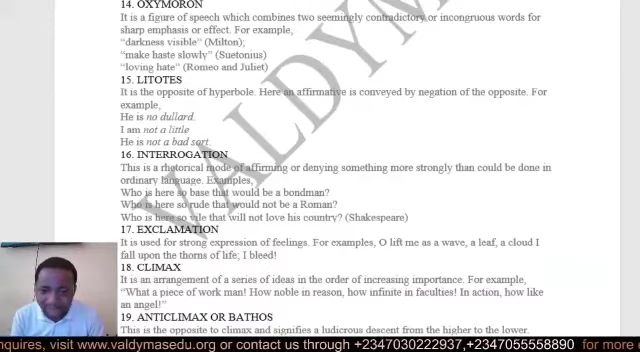 14. OXYMORON
It is a figure of speech which combines two seemingly contradictory or incongruous words for
sharp emphasis or effect. For example,
“darkness visible” (Milton);
“make haste slowly” (Suetonius)
“loving hate” (Romeo and Juliet)
15. LITOTES
It is the opposite of hyperbole. Here an affirmative is conveyed by negation of the opposite. For
example,
He is no dullard.
I am not a little
He is not a bad sort.
16. INTERROGATION
This is a rhetorical mode of affirming or denying something more strongly than could be done in
ordinary language. Examples,
Who is here so base that would be a bondman?
Who is here so rude that would not be a Roman?
Who is here so vile that will not love his country? (Shakespeare)
17. EXCLAMATION
It is used for strong expression of feelings. For examples, O lift me as a wave, a leaf, a cloud I
fall upon the thorns of life; I bleed!
18. CLIMAX
It is an arrangement of a series of ideas in the order of increasing importance. For example,
“What a piece of work man! How noble in reason, how infinite in faculties! In action, how like
an angel!”
19. ANTICLIMAX OR BATHOS
This is the opposite to climax and signifies a ludicrous descent from the higher to the lower.
VALDYM
nquires, visit www.valdymasedu.org or contact us through +2347030222937,+2347055558890 for more